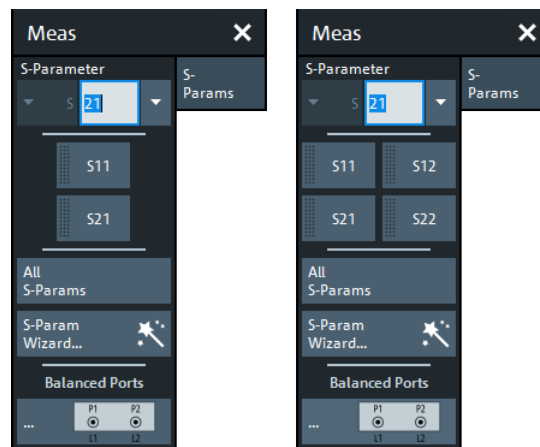 Meas
S-Parameter
S 21
S-
Params
S11
S21
All
S-Params
S-Param
Wizard...
Balanced Ports
...
P1 P2
L1 L2
Meas
S-Parameter
S 21
S-
Params
S11 S12
S21 S22
All
S-Params
S-Param
Wizard...
Balanced Ports
...
P1 P2
L1 L2